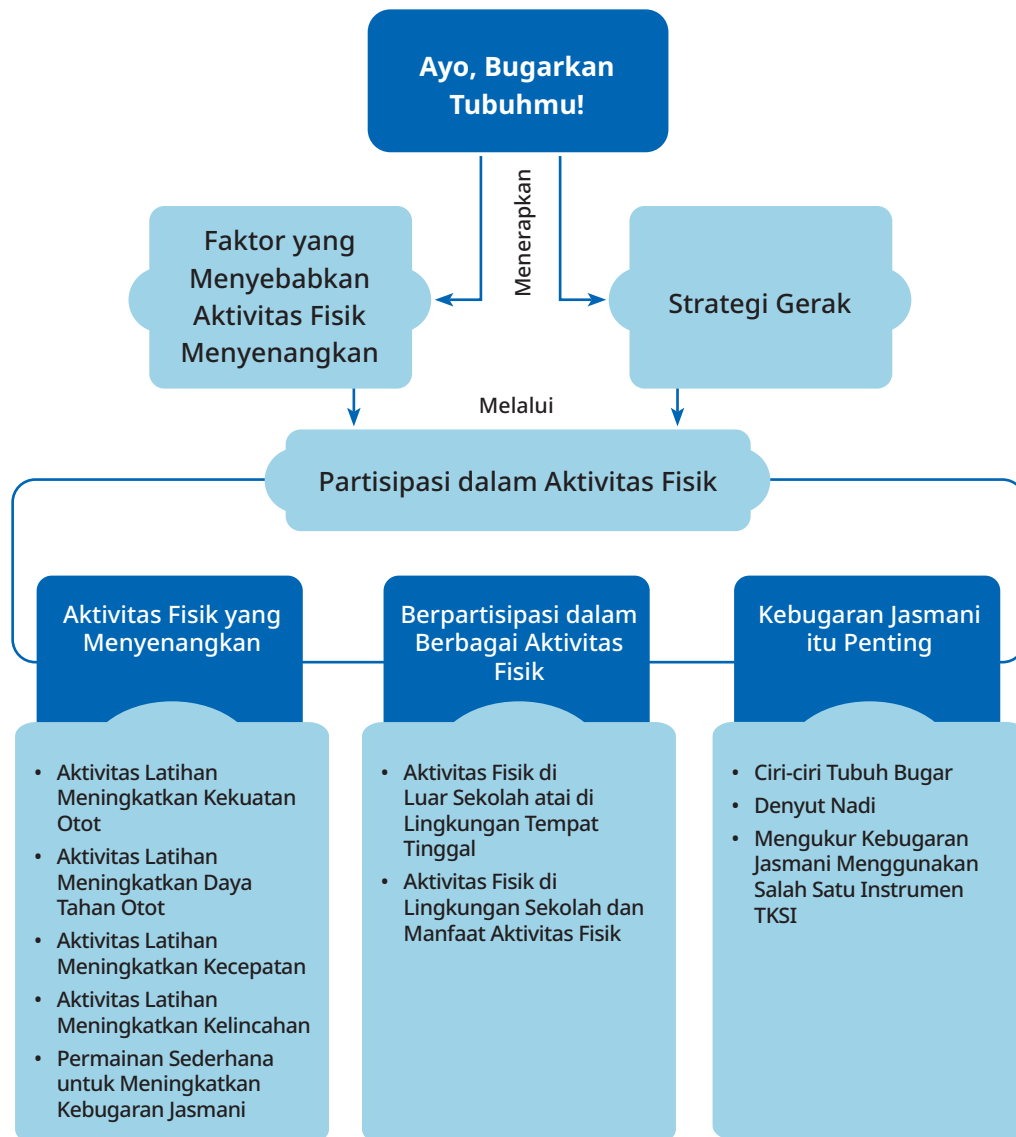 Ayo, Bugarkan
Tubuhmu!
Menerapkan
Faktor yang
Menyebabkan
Aktivitas Fisik
Menyenangkan
Strategi Gerak
Melalui
Partisipasi dalam Aktivitas Fisik
Aktivitas Fisik yang
Menyenangkan
• Aktivitas Latihan
Meningkatkan Kekuatan
Otot
• Aktivitas Latihan
Meningkatkan Daya
Tahan Otot
• Aktivitas Latihan
Meningkatkan Kecepatan
• Aktivitas Latihan
Meningkatkan Kelincahan
• Permainan Sederhana
untuk Meningkatkan
Kebugaran Jasmani
Berpartisipasi dalam
Berbagai Aktivitas
Fisik
• Aktivitas Fisik di
Luar Sekolah atai di
Lingkungan Tempat
Tinggal
• Aktivitas Fisik di
Lingkungan Sekolah dan
Manfaat Aktivitas Fisik
Kebugaran Jasmani
itu Penting
• Ciri-ciri Tubuh Bugar
• Denyut Nadi
• Mengukur Kebugaran
Jasmani Menggunakan
Salah Satu Instrumen
TKSI